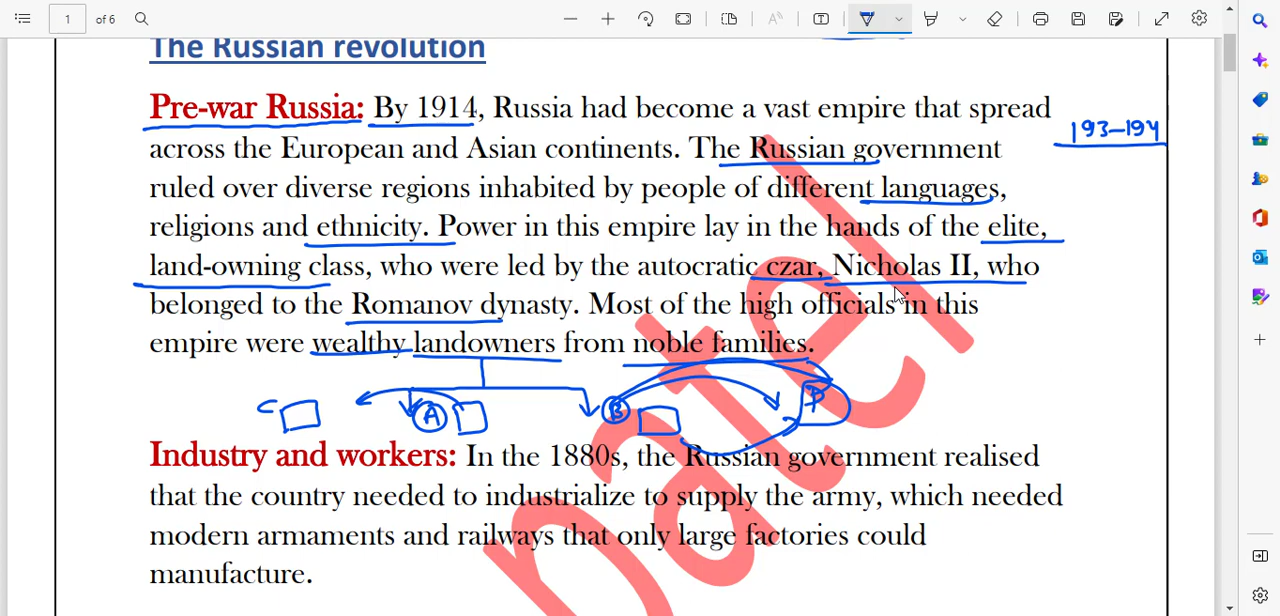 1 of 6
The Russian revolution
Pre-war Russia: By 1914, Russia had become a vast empire that spread
193-194
across the European and Asian continents. The Russian government
ruled over diverse regions inhabited by people of different languages,
religions and ethnicity. Power in this empire lay in the hands of the elite,
land-owning class, who were led by the autocratic czar, Nicholas II, who
belonged to the Romanov dynasty. Most of the high officials in this
empire were wealthy landowners from noble families.
C A B P
Industry and workers: In the 1880s, the Russian government realised
that the country needed to industrialize to supply the army, which needed
modern armaments and railways that only large factories could
manufacture.